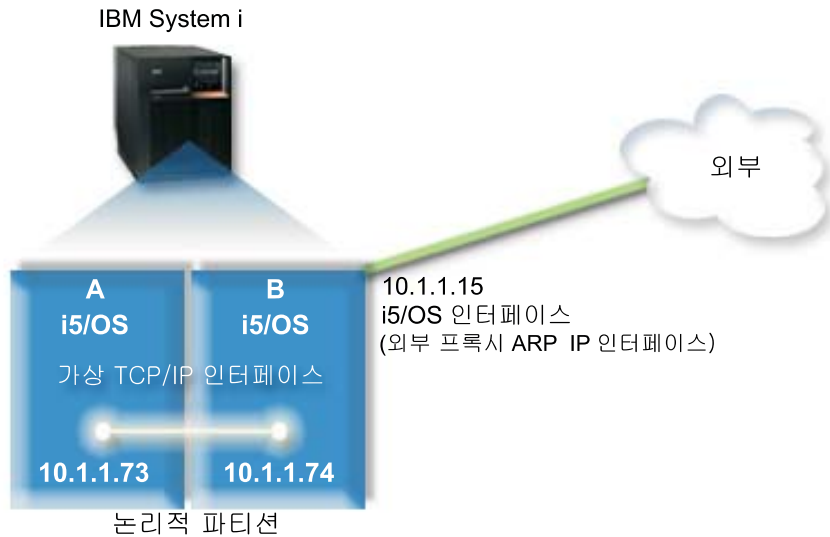 IBM System i
외부
10.1.1.15
i5/OS 인터페이스
(외부 프록시 ARP IP 인터페이스)
A
i5/OS
B
i5/OS
가상 TCP/IP 인터페이스
10.1.1.73
10.1.1.74
논리적 파티션